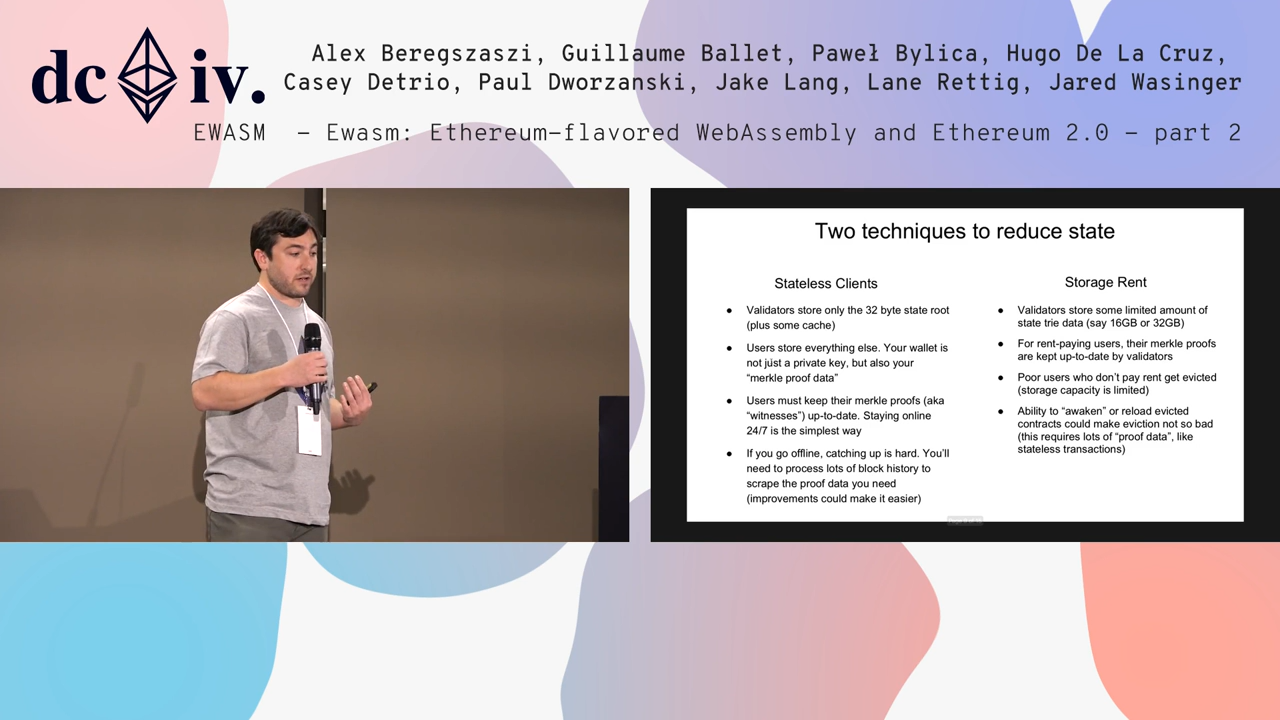 dc iv.
Alex Beregszaszi, Guillaume Ballet, Paweł Bylica, Hugo De La Cruz,
Casey Detrio, Paul Dworzanski, Jake Lang, Lane Rettig, Jared Wasinger
EWASM - Ewasm: Ethereum-flavored WebAssembly and Ethereum 2.0 - part 2
Two techniques to reduce state
Stateless Clients
● Validators store only the 32 byte state root
(plus some cache)
● Users store everything else. Your wallet is
not just a private key, but also your
“merkle proof data”
● Users must keep their merkle proofs (aka
“witnesses”) up-to-date. Staying online
24/7 is the simplest way
● If you go offline, catching up is hard. You’ll
need to process lots of block history to
scrape the proof data you need
(improvements could make it easier)
Storage Rent
● Validators store some limited amount of
state trie data (say 16GB or 32GB)
● For rent-paying users, their merkle proofs
are kept up-to-date by validators
● Poor users who don’t pay rent get evicted
(storage capacity is limited)
● Ability to “awaken” or reload evicted
contracts could make eviction not so bad
(this requires lots of “proof data”, like
stateless transactions)